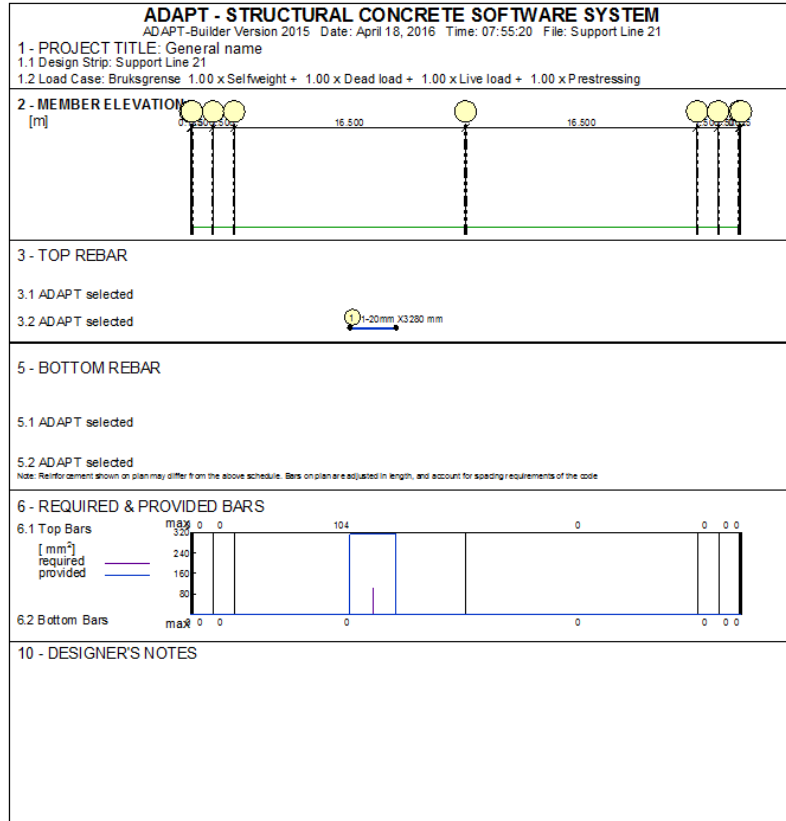 ADAPT - STRUCTURAL CONCRETE SOFTWARE SYSTEM
ADAPT-Builder Version 2015 Date: April 18, 2016 Time: 07:55:20 File: Support Line 21
1 - PROJECT TITLE: General name
1.1 Design Strip: Support Line 21
1.2 Load Case: Bruksgrense 1.00 x Selfweight + 1.00 x Dead load + 1.00 x Live load + 1.00 x Prestressing
2 - MEMBER ELEVATION
[m]
16.500 16.500
3 - TOP REBAR
3.1 ADAPT selected
3.2 ADAPT selected
1 1-20mm X3280 mm
5 - BOTTOM REBAR
5.1 ADAPT selected
5.2 ADAPT selected
Note: Reinforcement shown on plan may differ from the above schedule. Bars on plan are adjusted in length, and account for spacing requirements of the code
6 - REQUIRED & PROVIDED BARS
6.1 Top Bars
max 0 0 104 0 0 0 0
[mm²]
required
provided
320
240
160
80
6.2 Bottom Bars
max 0 0 0 0 0 0 0
10 - DESIGNER'S NOTES